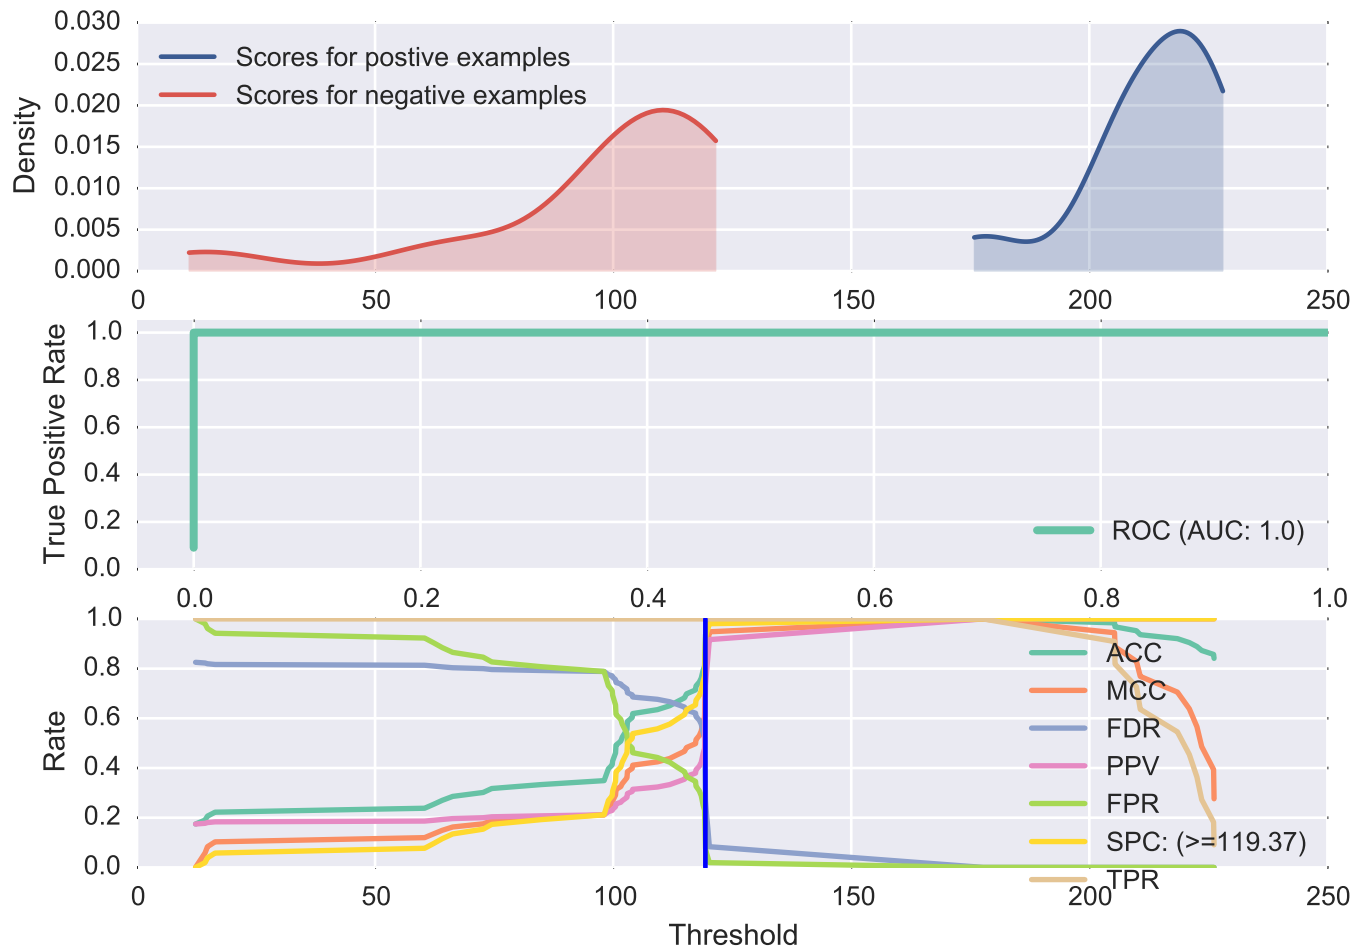 0.030
0.025
0.020
0.015
0.010
0.005
0.000
Density
Scores for postive examples
Scores for negative examples
0 50 100 150 200 250
1.0
0.8
0.6
0.4
0.2
0.0
True Positive Rate
ROC (AUC: 1.0)
0.0 0.2 0.4 0.6 0.8 1.0
1.0
0.8
0.6
0.4
0.2
0.0
Rate
ACC
MCC
FDR
PPV
FPR
SPC: (>=119.37)
TPR
0 50 100 150 200 250
Threshold